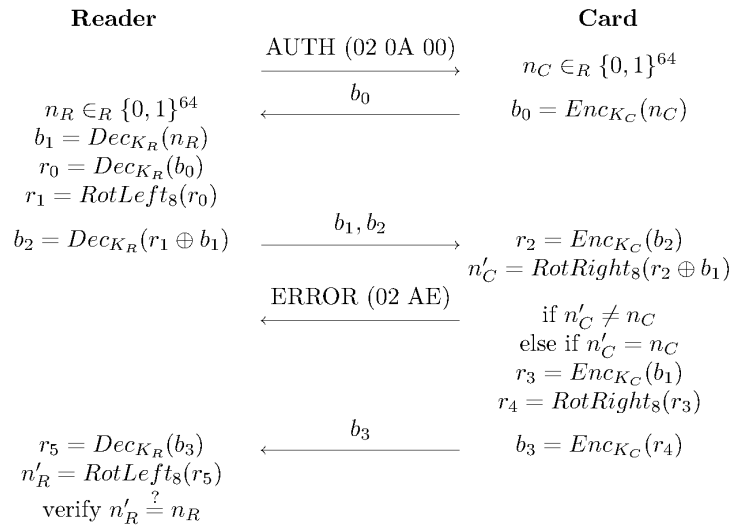 Reader Card
AUTH (02 0A 00)
n_C ∈_R {0,1}^64
b_0
n_R ∈_R {0,1}^64 b_0 = Enc_{K_C}(n_C)
b_1 = Dec_{K_R}(n_R)
r_0 = Dec_{K_R}(b_0)
r_1 = RotLeft_8(r_0)
b_1, b_2
b_2 = Dec_{K_R}(r_1 ⊕ b_1) r_2 = Enc_{K_C}(b_2)
n'_C = RotRight_8(r_2 ⊕ b_1)
ERROR (02 AE)
if n'_C ≠ n_C
else if n'_C = n_C
r_3 = Enc_{K_C}(b_1)
r_4 = RotRight_8(r_3)
b_3
r_5 = Dec_{K_R}(b_3) b_3 = Enc_{K_C}(r_4)
n'_R = RotLeft_8(r_5)
verify n'_R ≟ n_R